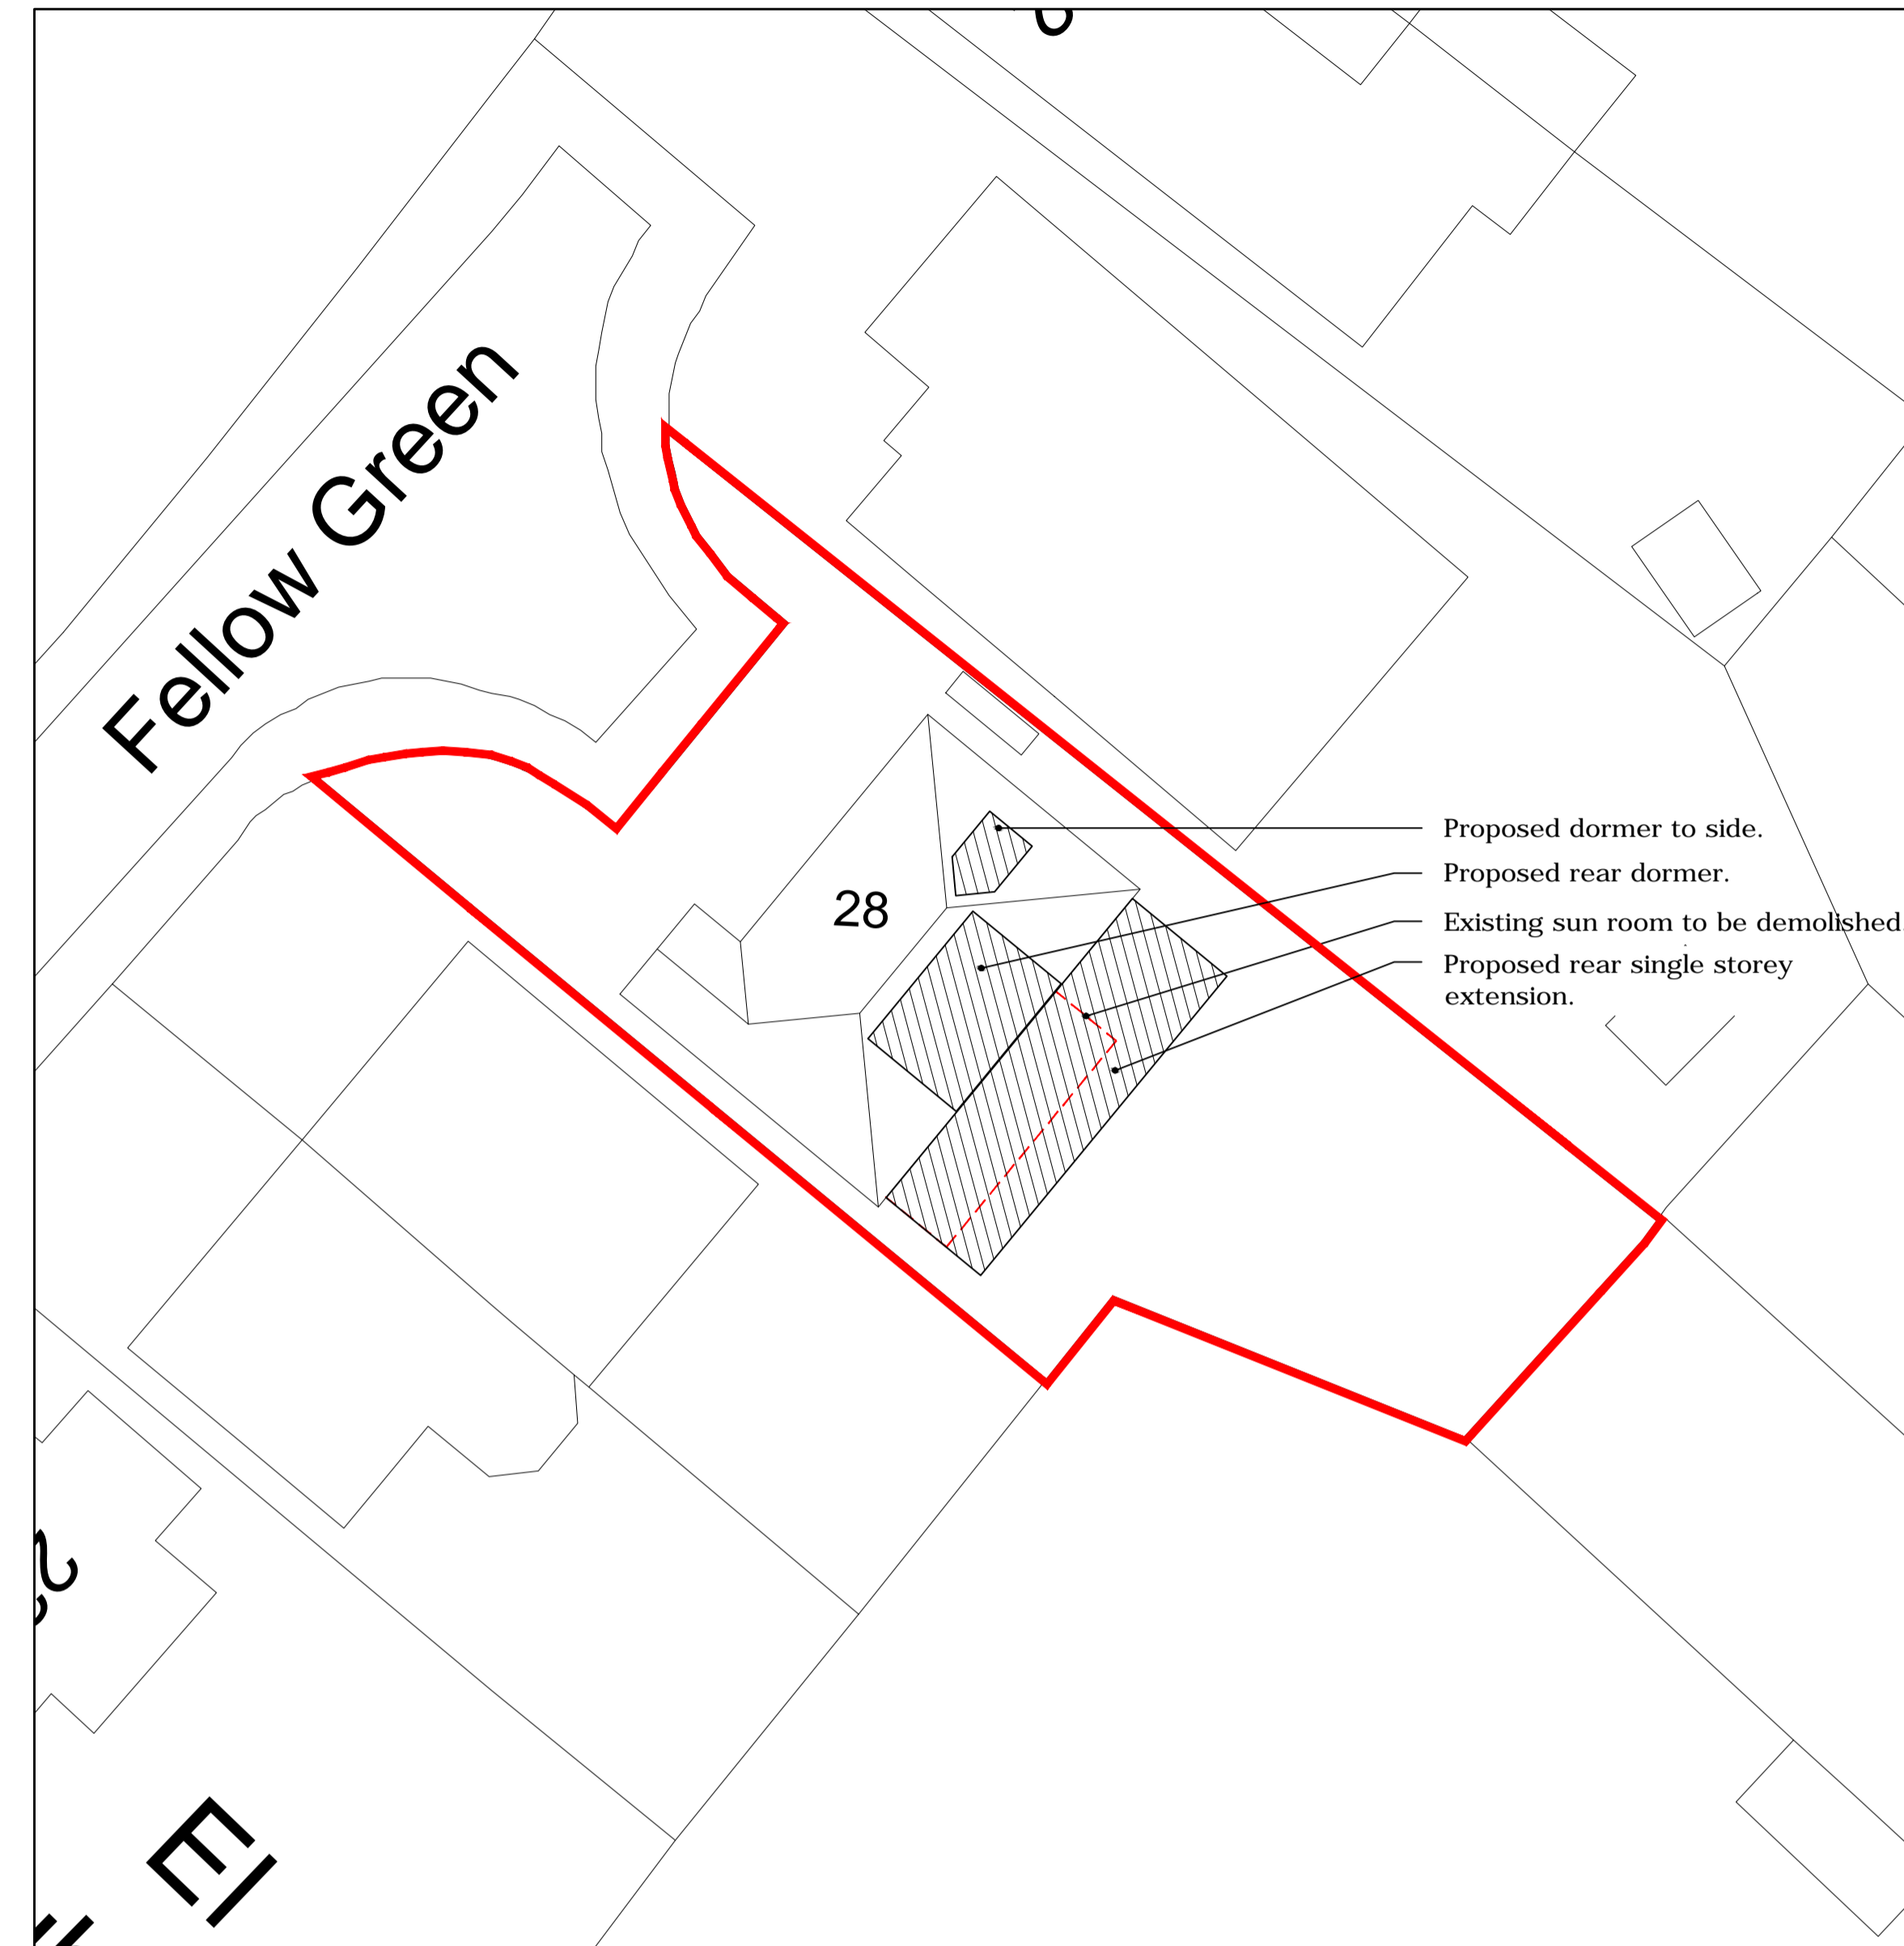 Fellow Green
28
Proposed dormer to side.
Proposed rear dormer.
Existing sun room to be demolished
Proposed rear single storey
extension.
E